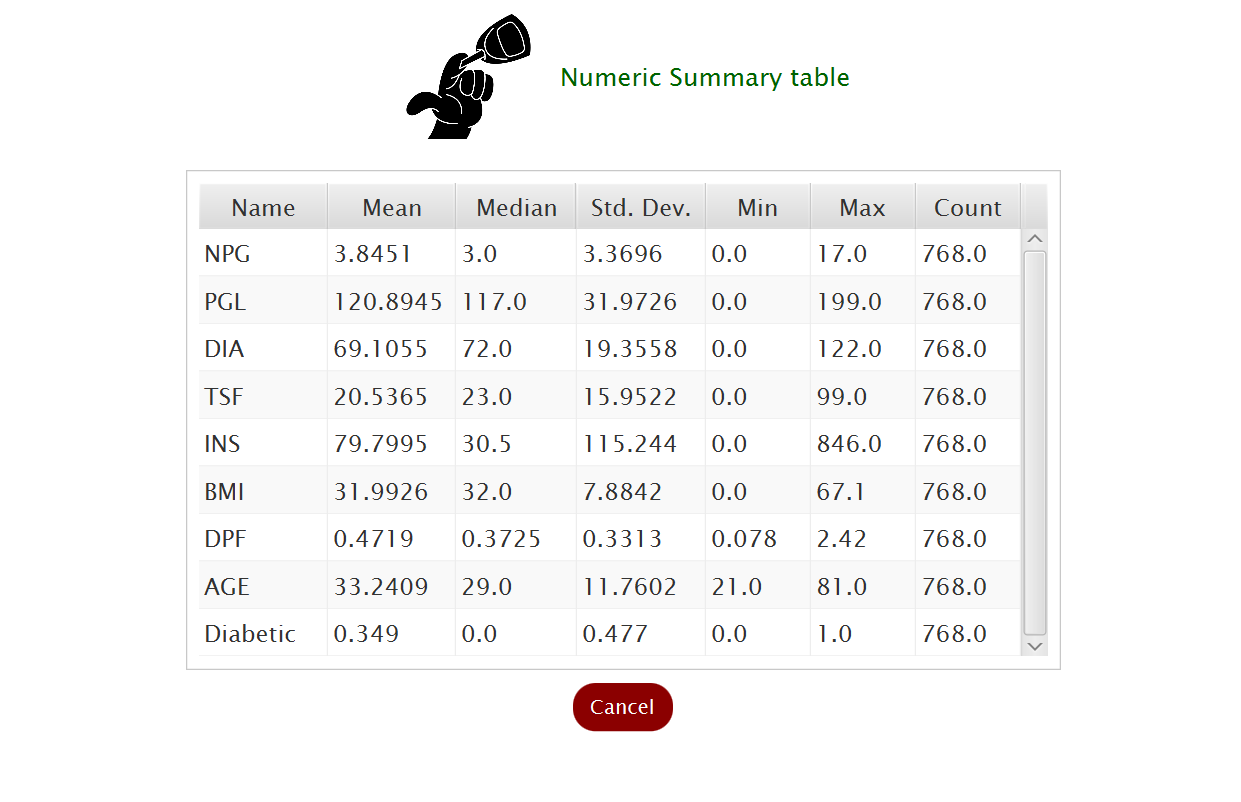 Numeric Summary table
Name Mean Median Std. Dev. Min Max Count
NPG 3.8451 3.0 3.3696 0.0 17.0 768.0
PGL 120.8945 117.0 31.9726 0.0 199.0 768.0
DIA 69.1055 72.0 19.3558 0.0 122.0 768.0
TSF 20.5365 23.0 15.9522 0.0 99.0 768.0
INS 79.7995 30.5 115.244 0.0 846.0 768.0
BMI 31.9926 32.0 7.8842 0.0 67.1 768.0
DPF 0.4719 0.3725 0.3313 0.078 2.42 768.0
AGE 33.2409 29.0 11.7602 21.0 81.0 768.0
Diabetic 0.349 0.0 0.477 0.0 1.0 768.0
Cancel